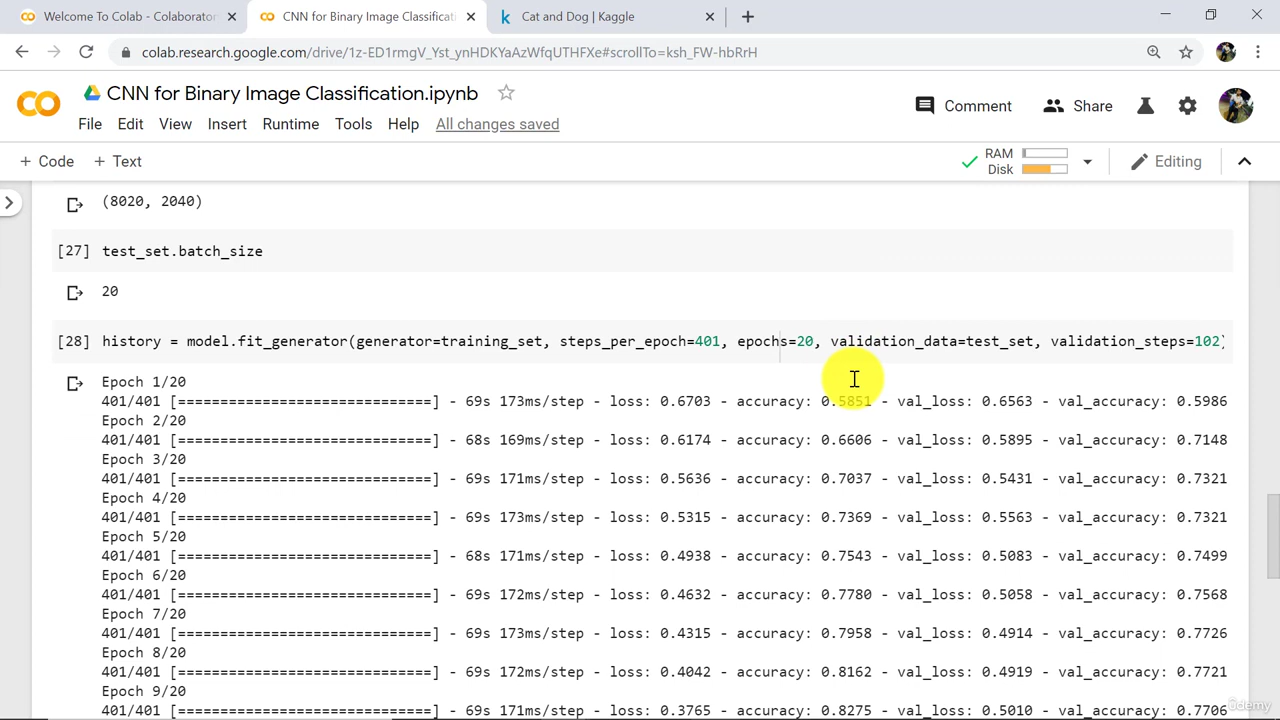 Welcome To Colab - Colaborator
CNN for Binary Image Classificati
Cat and Dog | Kaggle
colab.research.google.com/drive/1z-ED1rmgV_Yst_ynHDKYaAzWfqUTHFXe#scrollTo=ksh_FW-hbRrH
CNN for Binary Image Classification.ipynb
Comment
Share
File Edit View Insert Runtime Tools Help All changes saved
+ Code + Text
RAM
Disk
Editing
(8020, 2040)
[27] test_set.batch_size
20
[28] history = model.fit_generator(generator=training_set, steps_per_epoch=401, epochs=20, validation_data=test_set, validation_steps=102)
Epoch 1/20
401/401 [==============================] - 69s 173ms/step - loss: 0.6703 - accuracy: 0.5851 - val_loss: 0.6563 - val_accuracy: 0.5986
Epoch 2/20
401/401 [==============================] - 68s 169ms/step - loss: 0.6174 - accuracy: 0.6606 - val_loss: 0.5895 - val_accuracy: 0.7148
Epoch 3/20
401/401 [==============================] - 69s 171ms/step - loss: 0.5636 - accuracy: 0.7037 - val_loss: 0.5431 - val_accuracy: 0.7321
Epoch 4/20
401/401 [==============================] - 69s 173ms/step - loss: 0.5315 - accuracy: 0.7369 - val_loss: 0.5563 - val_accuracy: 0.7321
Epoch 5/20
401/401 [==============================] - 68s 171ms/step - loss: 0.4938 - accuracy: 0.7543 - val_loss: 0.5083 - val_accuracy: 0.7499
Epoch 6/20
401/401 [==============================] - 69s 172ms/step - loss: 0.4632 - accuracy: 0.7780 - val_loss: 0.5058 - val_accuracy: 0.7568
Epoch 7/20
401/401 [==============================] - 69s 173ms/step - loss: 0.4315 - accuracy: 0.7958 - val_loss: 0.4914 - val_accuracy: 0.7726
Epoch 8/20
401/401 [==============================] - 69s 172ms/step - loss: 0.4042 - accuracy: 0.8162 - val_loss: 0.4919 - val_accuracy: 0.7721
Epoch 9/20
401/401 [==============================] - 69s 171ms/step - loss: 0.3765 - accuracy: 0.8275 - val_loss: 0.5010 - val_accuracy: 0.7706
ûdemy